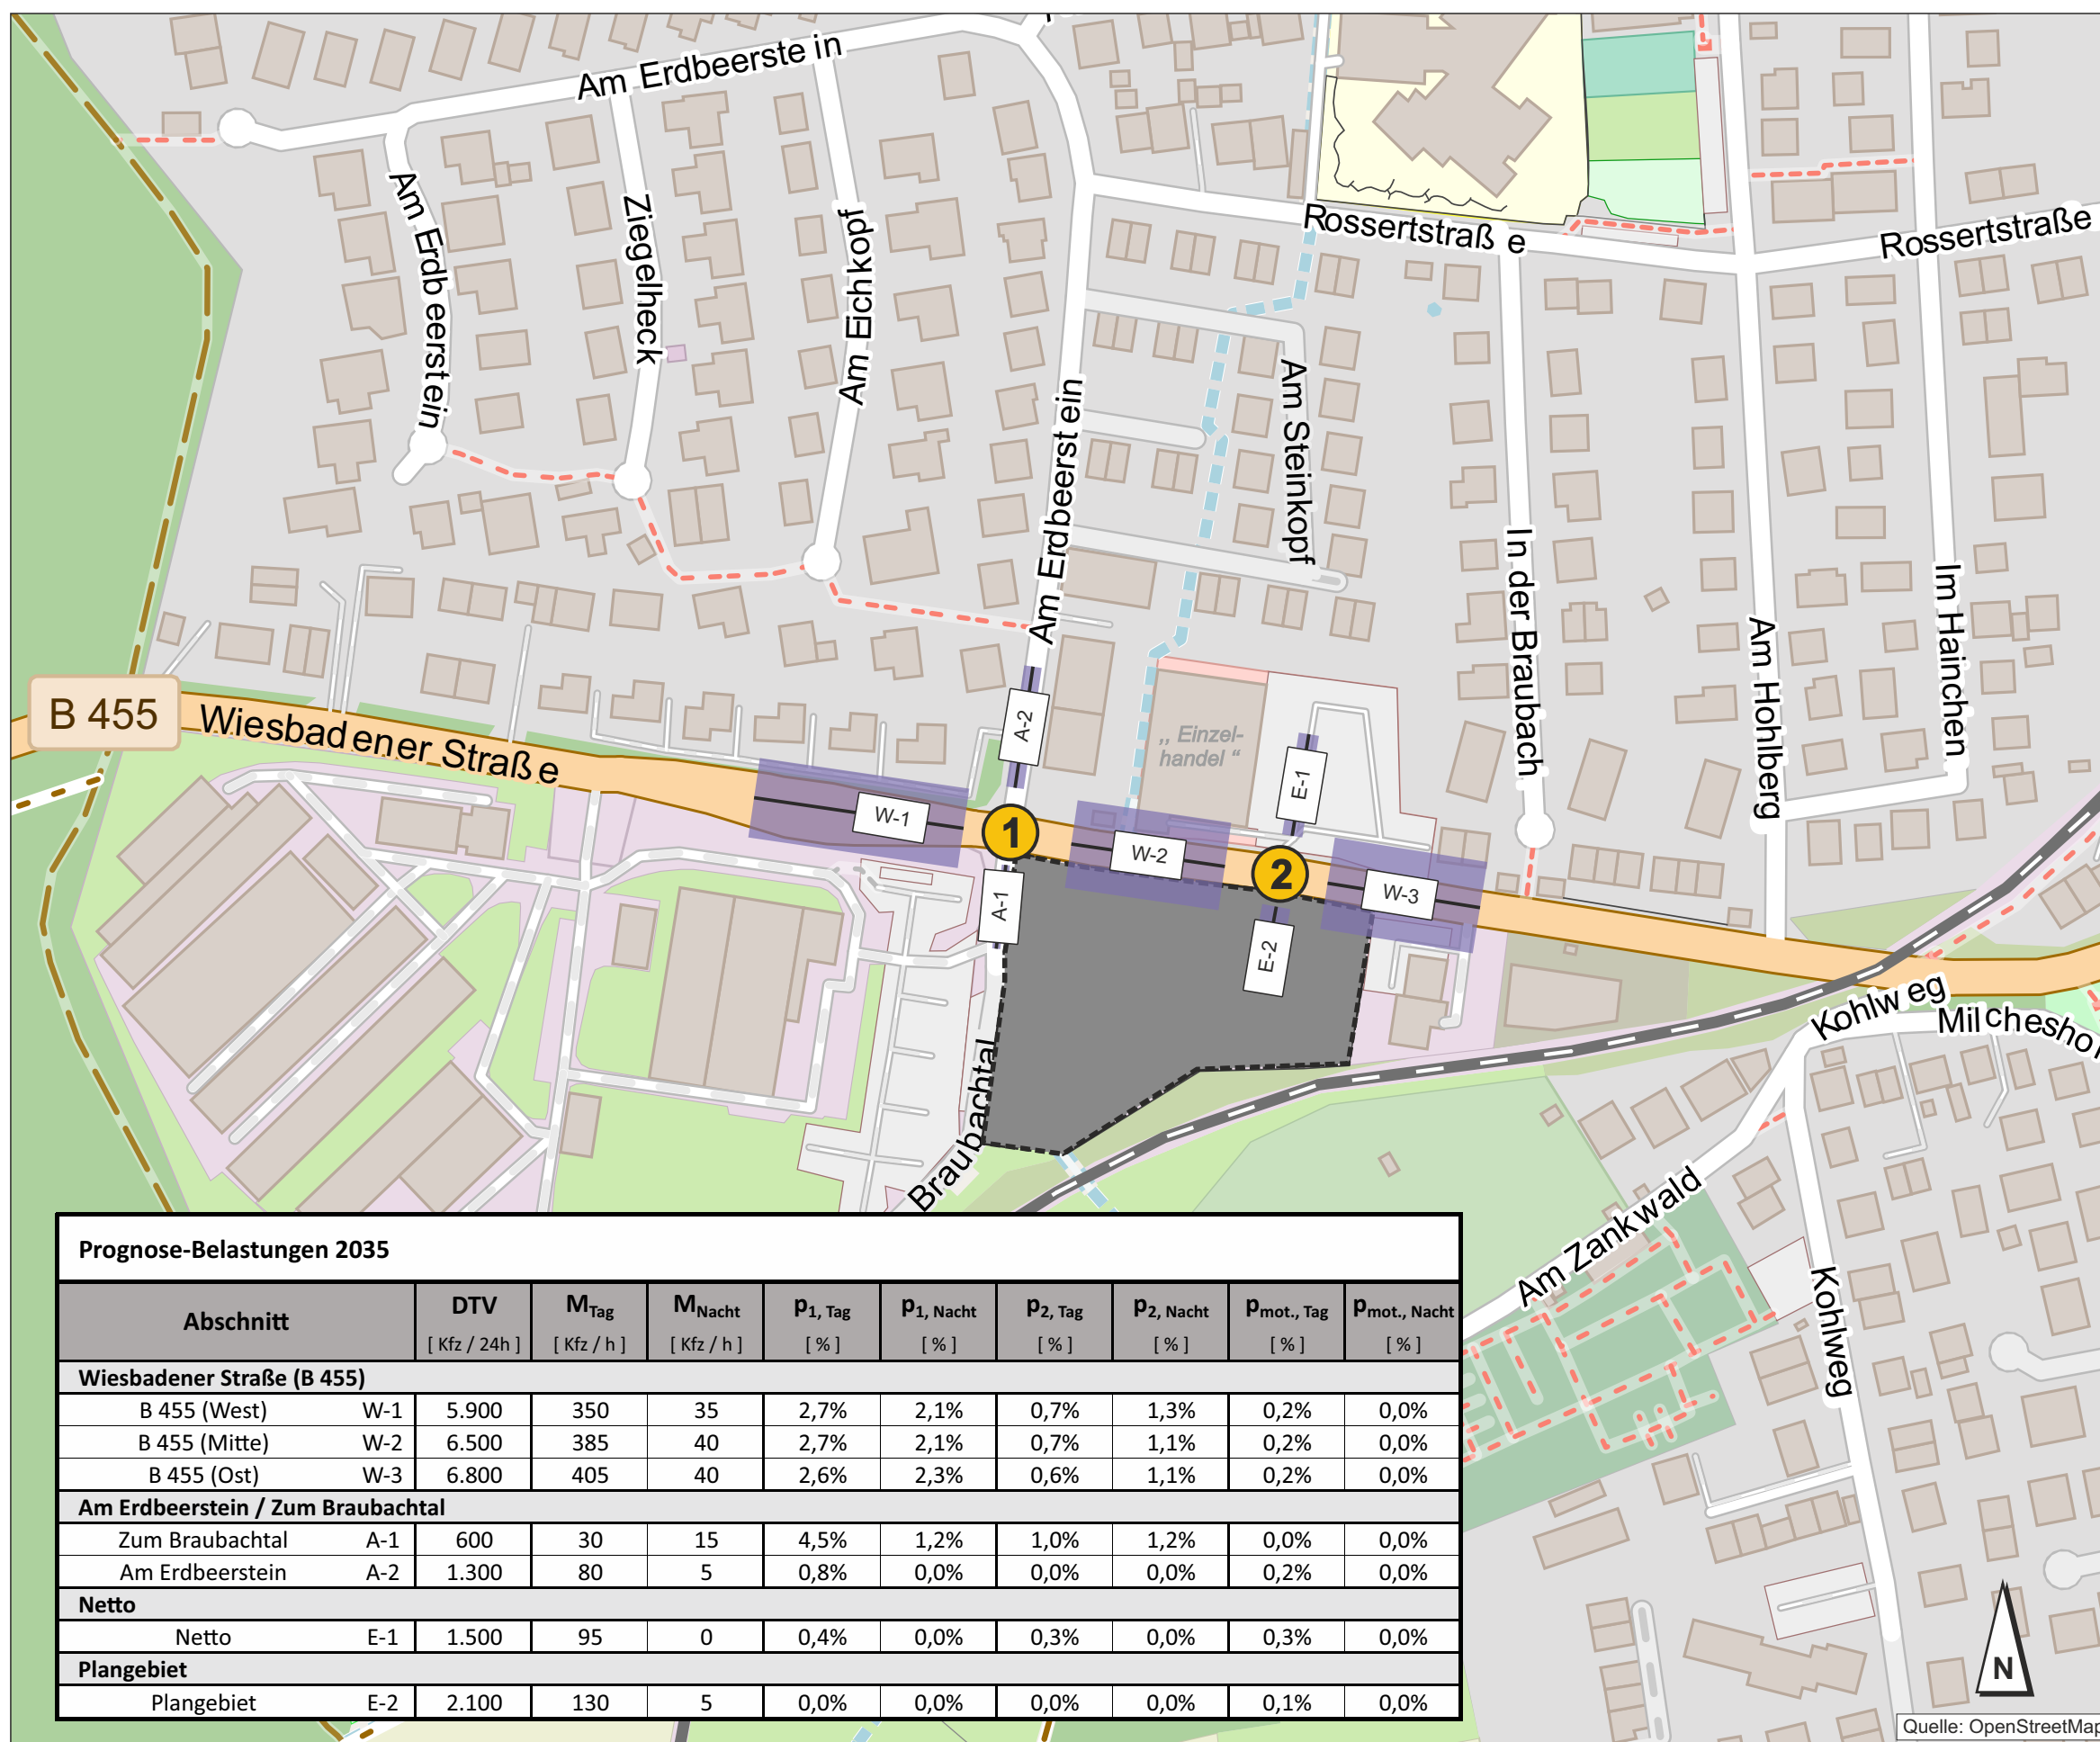 Am Erdbeerstein
Am Erdbeerstein
Ziegelheck
Am Eichkopf
Am Erdbeerstein
Rossertstraße
Rossertstraße
Am Steinkopf
In der Braubach
Am Hohlberg
Im Hainchen
B 455
Wiesbadener Straße
A-2
„ Einzel-
handel “
E-1
W-1
1
W-2
2
W-3
A-1
E-2
Braubachtal
Kohlweg
Milchesho
Am Zankwald
Kohlweg
Prognose-Belastungen 2035
Abschnitt DTV MTag MNacht p1, Tag p1, Nacht p2, Tag p2, Nacht pmot., Tag pmot., Nacht
[ Kfz / 24h ] [ Kfz / h ] [ Kfz / h ] [ % ] [ % ] [ % ] [ % ] [ % ] [ % ]
Wiesbadener Straße (B 455)
B 455 (West) W-1 5.900 350 35 2,7% 2,1% 0,7% 1,3% 0,2% 0,0%
B 455 (Mitte) W-2 6.500 385 40 2,7% 2,1% 0,7% 1,1% 0,2% 0,0%
B 455 (Ost) W-3 6.800 405 40 2,6% 2,3% 0,6% 1,1% 0,2% 0,0%
Am Erdbeerstein / Zum Braubachtal
Zum Braubachtal A-1 600 30 15 4,5% 1,2% 1,0% 1,2% 0,0% 0,0%
Am Erdbeerstein A-2 1.300 80 5 0,8% 0,0% 0,0% 0,0% 0,2% 0,0%
Netto
Netto E-1 1.500 95 0 0,4% 0,0% 0,3% 0,0% 0,3% 0,0%
Plangebiet
Plangebiet E-2 2.100 130 5 0,0% 0,0% 0,0% 0,0% 0,1% 0,0%
N
Quelle: OpenStreetMap